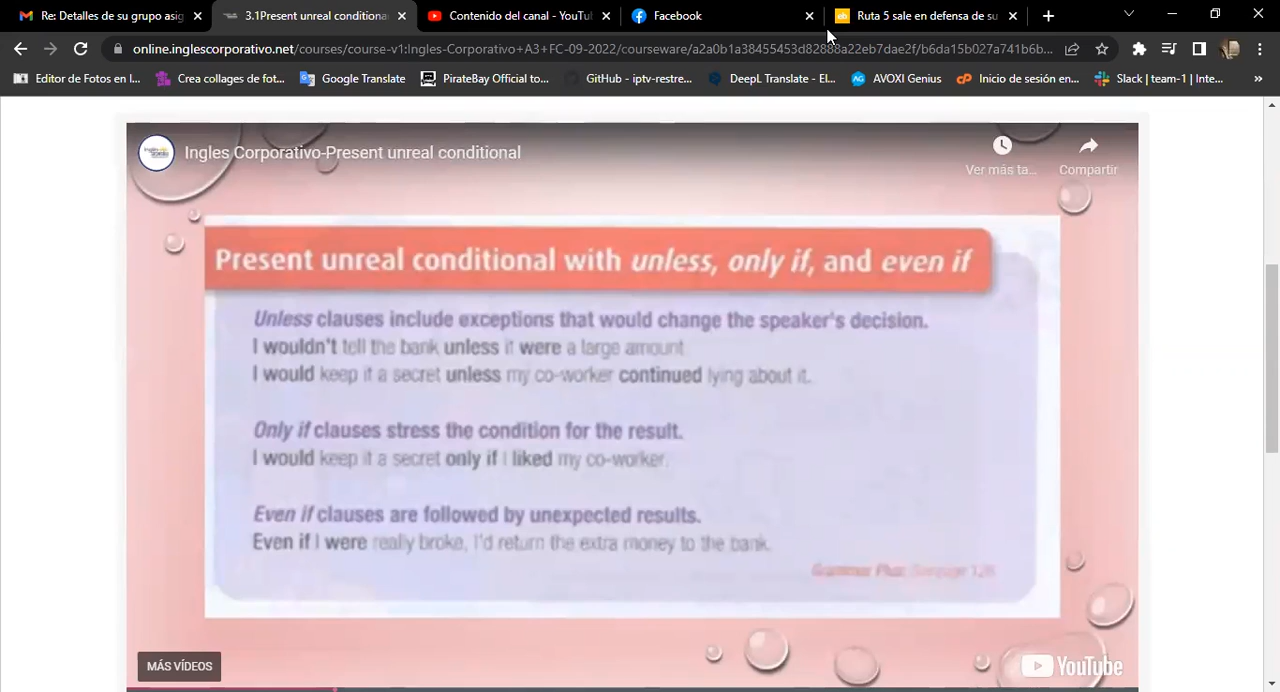 Re: Detalles de su grupo asig
3.1Present unreal conditiona
Contenido del canal - YouTu
Facebook
Ruta 5 sale en defensa de su
online.inglescorporativo.net/courses/course-v1:Ingles-Corporativo+A3+FC-09-2022/courseware/a2a0b1a38455453d82888a22eb7dae2f/b6da15b027a741b6b...
Editor de Fotos en l...
Crea collages de fot...
Google Translate
PirateBay Official to...
GitHub - iptv-restre...
DeepL Translate - El...
AVOXI Genius
Inicio de sesión en...
Slack | team-1 | Inte...
»
Ingles Corporativo-Present unreal conditional
Ver más ta...
Compartir
Present unreal conditional with unless, only if, and even if
Unless clauses include exceptions that would change the speaker's decision.
I wouldn't tell the bank unless it were a large amount.
I would keep it a secret unless my co-worker continued lying about it.
Only if clauses stress the condition for the result.
I would keep it a secret only if I liked my co-worker.
Even if clauses are followed by unexpected results.
Even if I were really broke, I'd return the extra money to the bank.
Grammar Plus
MÁS VÍDEOS
YouTube